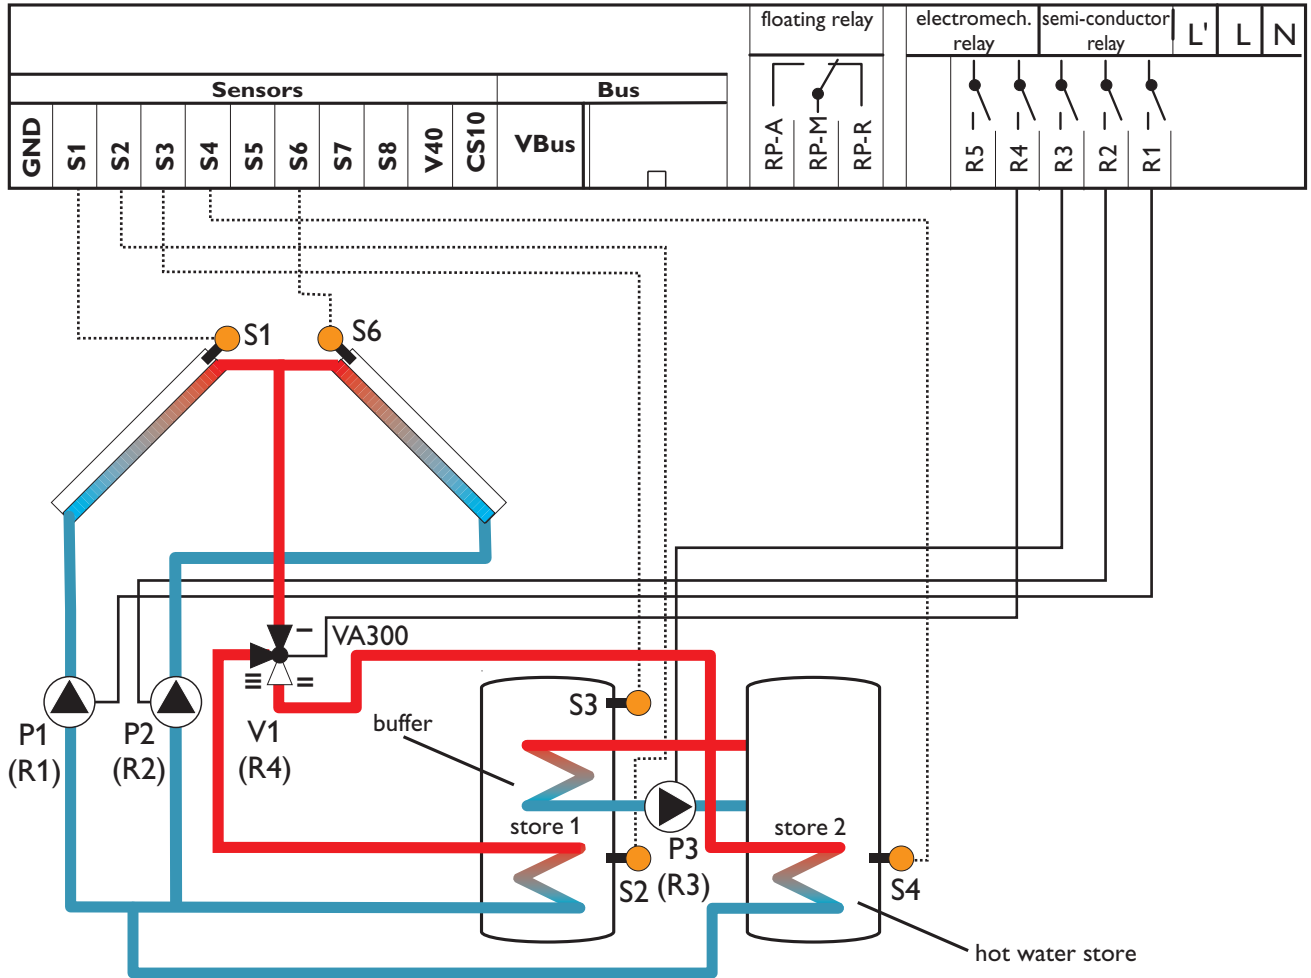 floating relay
electromech. relay
semi-conductor relay
L'
L
N
Sensors
Bus
GND
S1
S2
S3
S4
S5
S6
S7
S8
V40
CS10
VBus
RP-A
RP-M
RP-R
R5
R4
R3
R2
R1
S1
S6
VA300
P1
(R1)
P2
(R2)
V1
(R4)
buffer
S3
store 1
store 2
S2
P3
(R3)
S4
hot water store